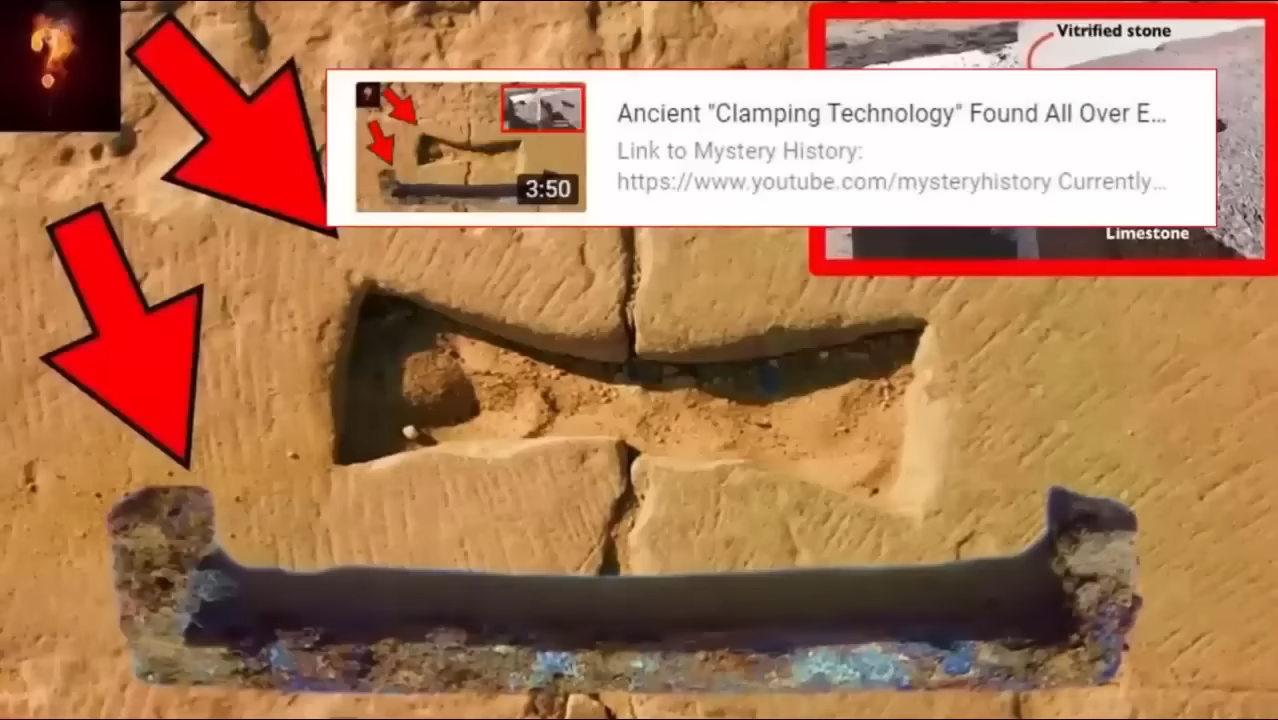 ?
Vitrified stone
Ancient "Clamping Technology" Found All Over E...
Link to Mystery History:
https://www.youtube.com/mysteryhistory Currently...
3:50
Limestone